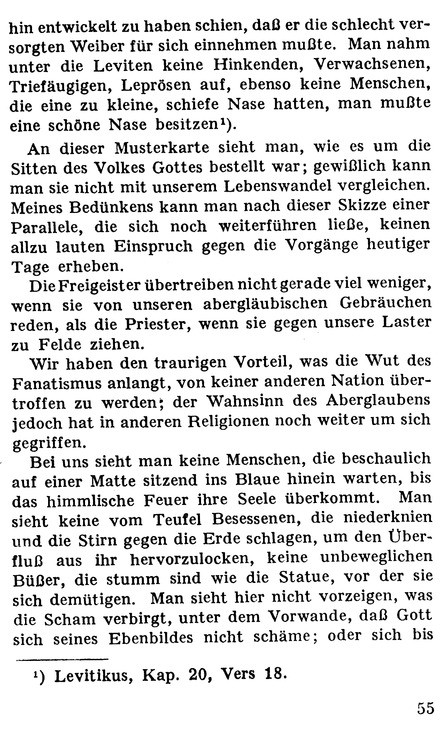 hin entwickelt zu haben schien, daß er die schlecht ver-
sorgten Weiber für sich einnehmen mußte. Man nahm
unter die Leviten keine Hinkenden, Verwachsenen,
Triefäugigen, Leprösen auf, ebenso keine Menschen,
die eine zu kleine, schiefe Nase hatten, man mußte
eine schöne Nase besitzen¹).
An dieser Musterkarte sieht man, wie es um die
Sitten des Volkes Gottes bestellt war; gewißlich kann
man sie nicht mit unserem Lebenswandel vergleichen.
Meines Bedünkens kann man nach dieser Skizze einer
Parallele, die sich noch weiterführen ließe, keinen
allzu lauten Einspruch gegen die Vorgänge heutiger
Tage erheben.
Die Freigeister übertreiben nicht gerade viel weniger,
wenn sie von unseren abergläubischen Gebräuchen
reden, als die Priester, wenn sie gegen unsere Laster
zu Felde ziehen.
Wir haben den traurigen Vorteil, was die Wut des
Fanatismus anlangt, von keiner anderen Nation über-
troffen zu werden; der Wahnsinn des Aberglaubens
jedoch hat in anderen Religionen noch weiter um sich
gegriffen.
Bei uns sieht man keine Menschen, die beschaulich
auf einer Matte sitzend ins Blaue hinein warten, bis
das himmlische Feuer ihre Seele überkommt. Man
sieht keine vom Teufel Besessenen, die niederknien
und die Stirn gegen die Erde schlagen, um den Über-
fluß aus ihr hervorzulocken, keine unbeweglichen
Büßer, die stumm sind wie die Statue, vor der sie
sich demütigen. Man sieht hier nicht vorzeigen, was
die Scham verbirgt, unter dem Vorwande, daß Gott
sich seines Ebenbildes nicht schäme; oder sich bis
¹) Levitikus, Kap. 20, Vers 18.
55